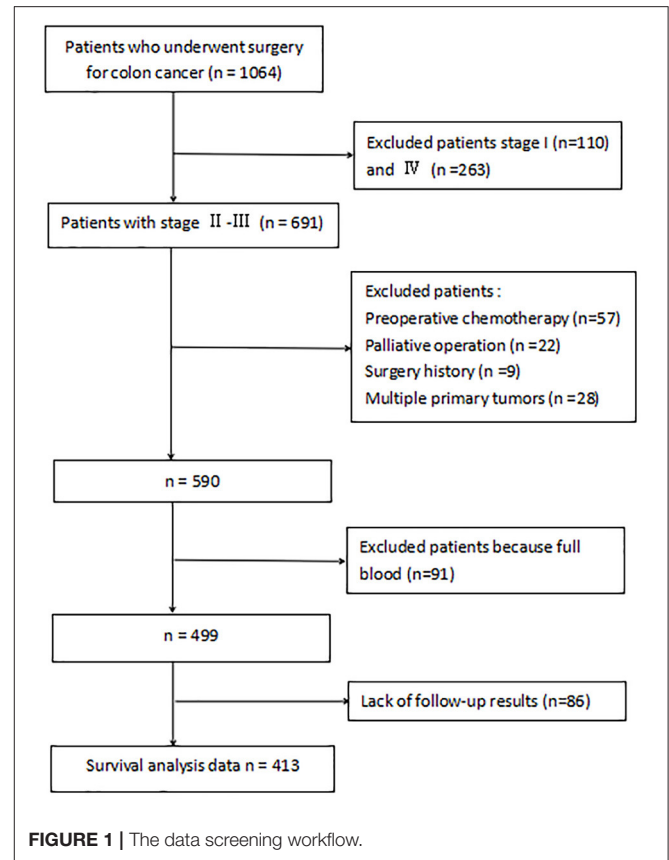 Patients who underwent surgery
for colon cancer (n = 1064)
Excluded patients stage I (n=110)
and Ⅳ (n =263)
Patients with stage Ⅱ -Ⅲ (n = 691)
Excluded patients :
Preoperative chemotherapy (n=57)
Palliative operation (n =22)
Surgery history (n =9)
Multiple primary tumors (n =28)
n = 590
Excluded patients because full
blood (n=91)
n = 499
Lack of follow-up results (n=86)
Survival analysis data n = 413
FIGURE 1 | The data screening workflow.